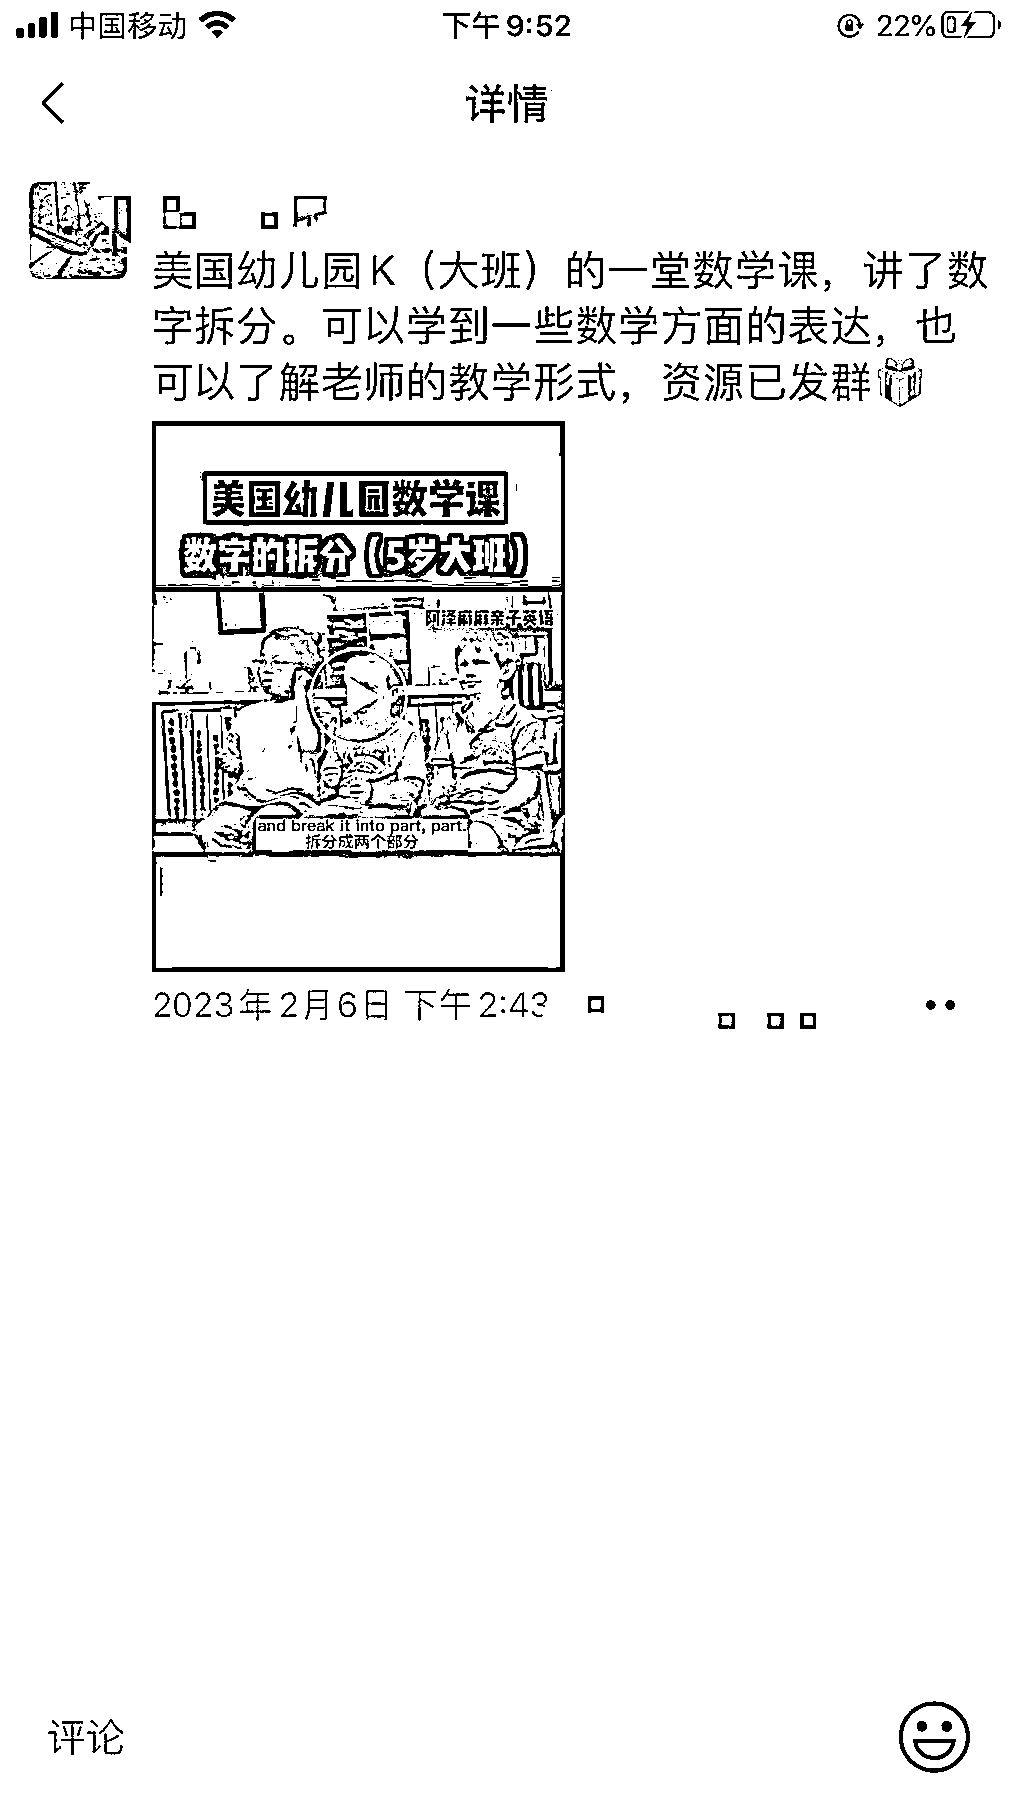 中国移动
下午9:52
22%
详情
美国幼儿园K（大班）的一堂数学课，讲了数
字拆分。可以学到一些数学方面的表达，也
可以了解老师的教学形式，资源已发群
美国幼儿园数学课
数字的拆分（5岁大班）
阿泽麻麻亲子英语
and break it into part, part.
拆分成两个部分
2023年2月6日 下午2:43
评论